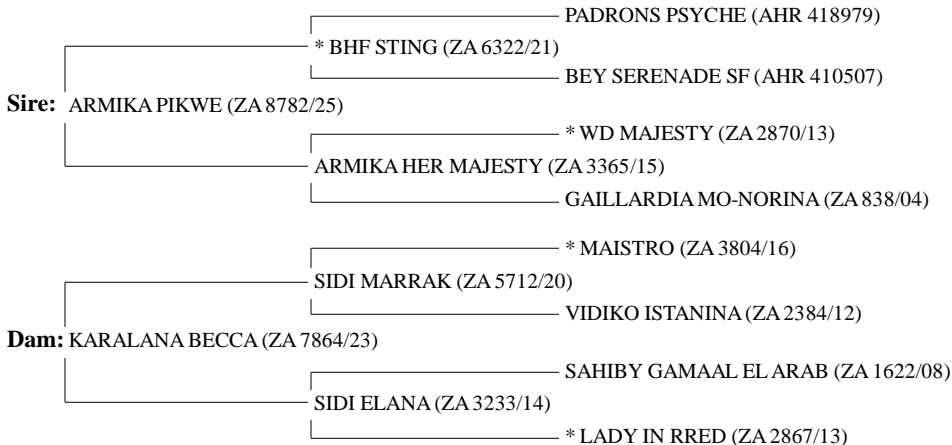 PADRONS PSYCHE (AHR 418979)
* BHF STING (ZA 6322/21)
BEY SERENADE SF (AHR 410507)
Sire: ARMIKA PIKWE (ZA 8782/25)
* WD MAJESTY (ZA 2870/13)
ARMIKA HER MAJESTY (ZA 3365/15)
GAILLARDIA MO-NORINA (ZA 838/04)
* MAISTRO (ZA 3804/16)
SIDI MARRAK (ZA 5712/20)
VIDIKO ISTANINA (ZA 2384/12)
Dam: KARALANA BECCA (ZA 7864/23)
SAHIBY GAMAAL EL ARAB (ZA 1622/08)
SIDI ELANA (ZA 3233/14)
* LADY IN RRED (ZA 2867/13)